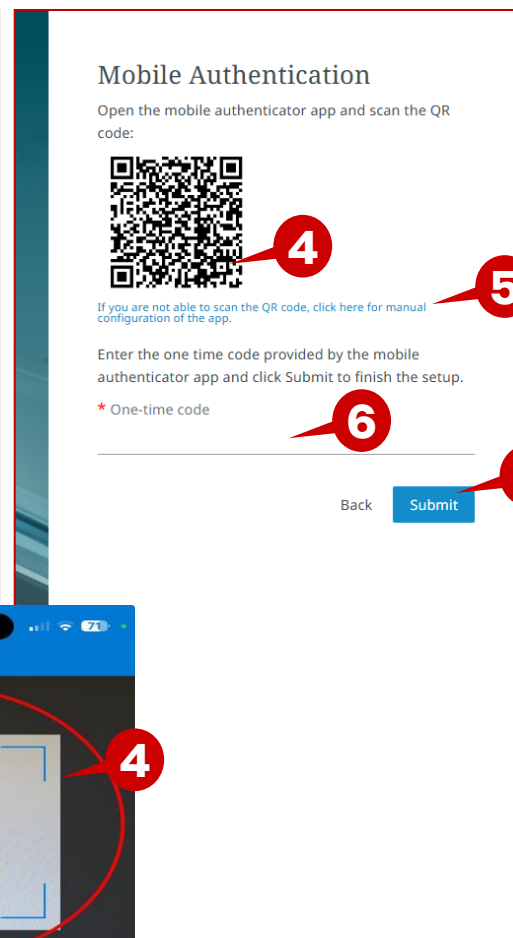 Mobile Authentication
Open the mobile authenticator app and scan the QR
code:
4
If you are not able to scan the QR code, click here for manual
configuration of the app.
5
Enter the one time code provided by the mobile
authenticator app and click Submit to finish the setup.
* One-time code
6
Back Submit
71
4